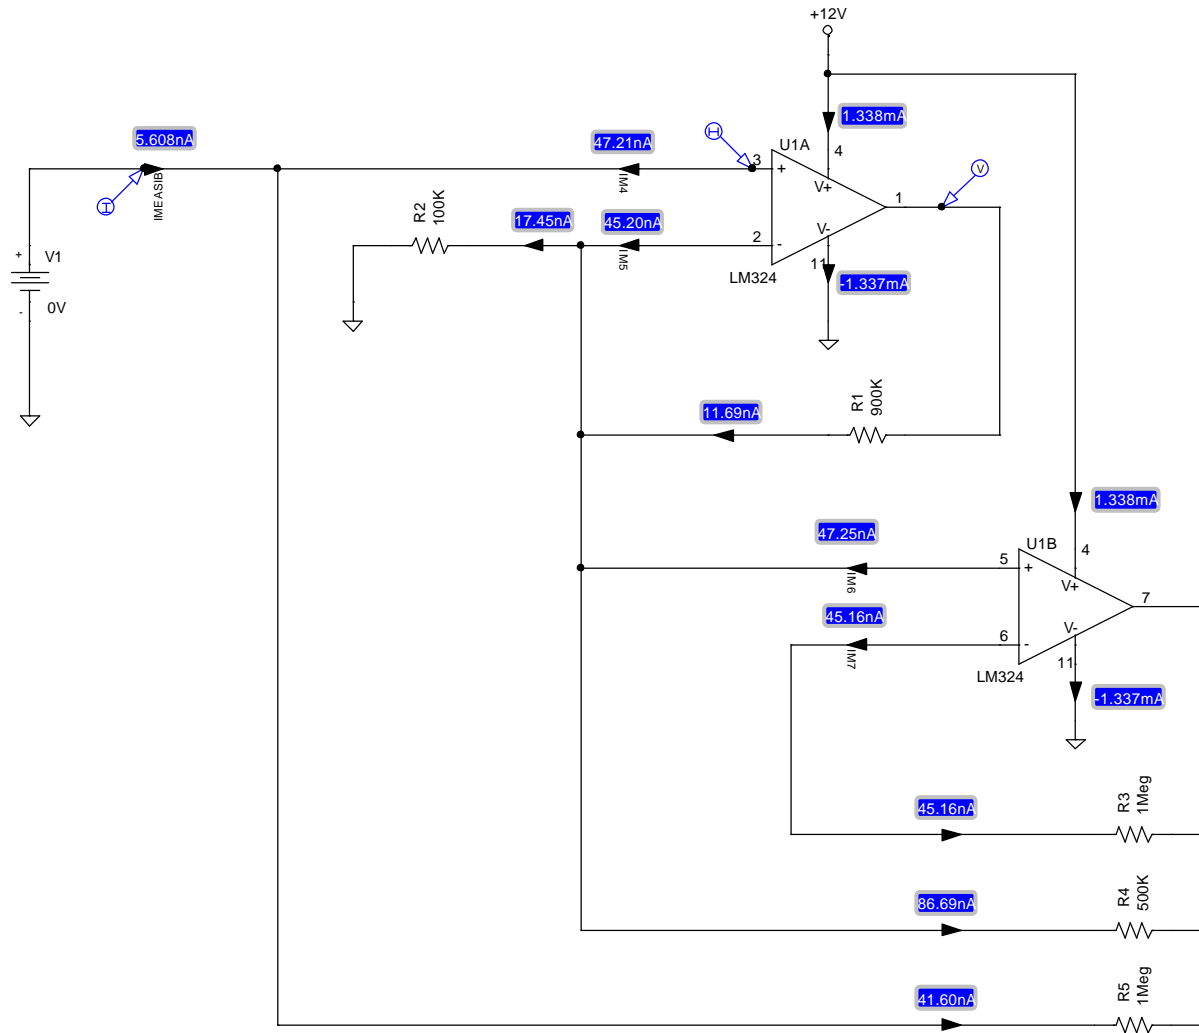 +12V
5.608nA
IMEASIB
47.21nA
IM4
I
3
+
U1A
1.338mA
4
V+
1
V
I
R2
100K
17.45nA
45.20nA
IM5
2
-
V-
11
LM324
-1.337mA
+
V1
-
0V
11.69nA
R1
900K
1.338mA
47.25nA
IM6
5
+
U1B
4
V+
7
45.16nA
IM7
6
-
V-
11
LM324
-1.337mA
45.16nA
R3
1Meg
86.69nA
R4
500K
41.60nA
R5
1Meg